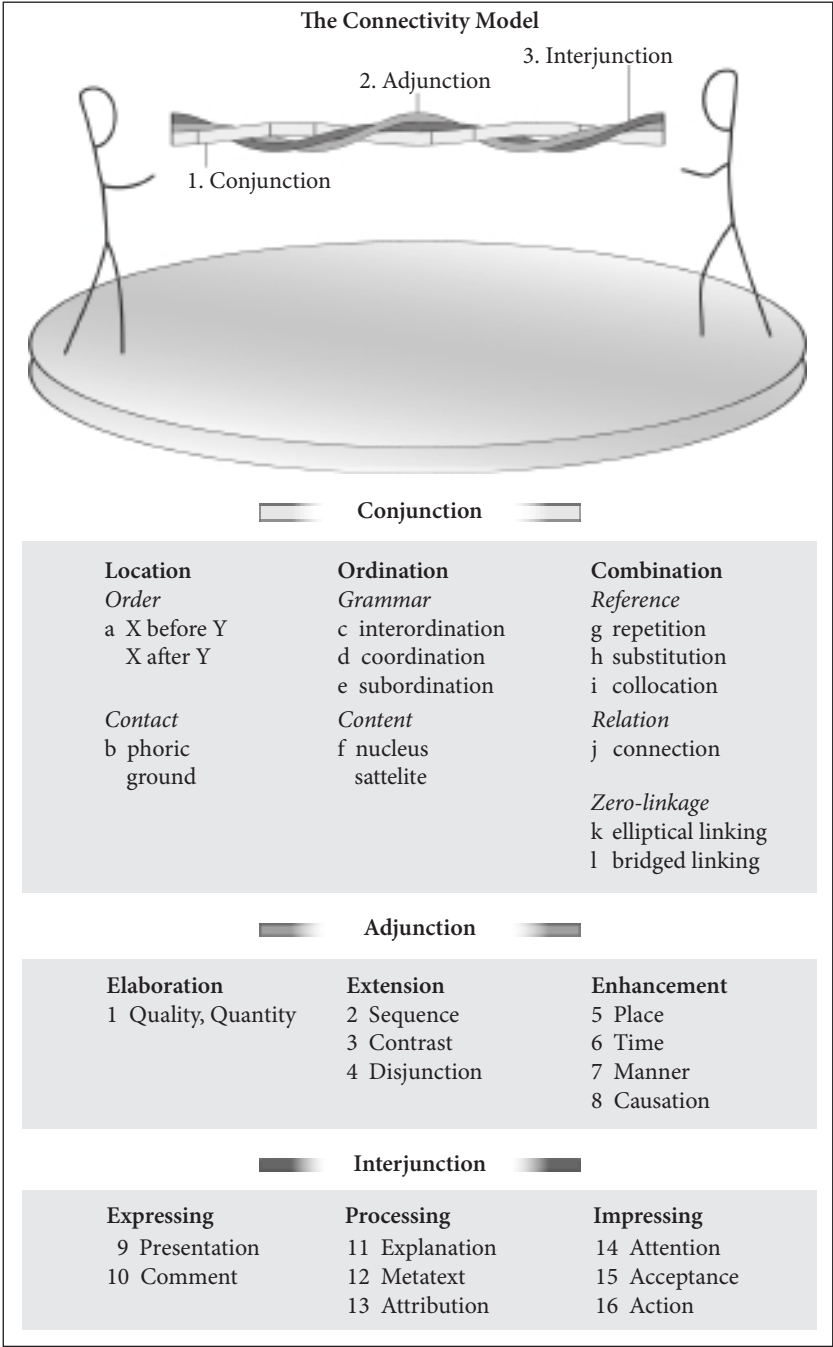 The Connectivity Model
3. Interjunction
2. Adjunction
1. Conjunction
Conjunction
Location
Order
a X before Y
X after Y
Contact
b phoric
ground
Ordination
Grammar
c interordination
d coordination
e subordination
Content
f nucleus
sattelite
Combination
Reference
g repetition
h substitution
i collocation
Relation
j connection
Zero-linkage
k elliptical linking
l bridged linking
Adjunction
Elaboration
1 Quality, Quantity
Extension
2 Sequence
3 Contrast
4 Disjunction
Enhancement
5 Place
6 Time
7 Manner
8 Causation
Interjunction
Expressing
9 Presentation
10 Comment
Processing
11 Explanation
12 Metatext
13 Attribution
Impressing
14 Attention
15 Acceptance
16 Action